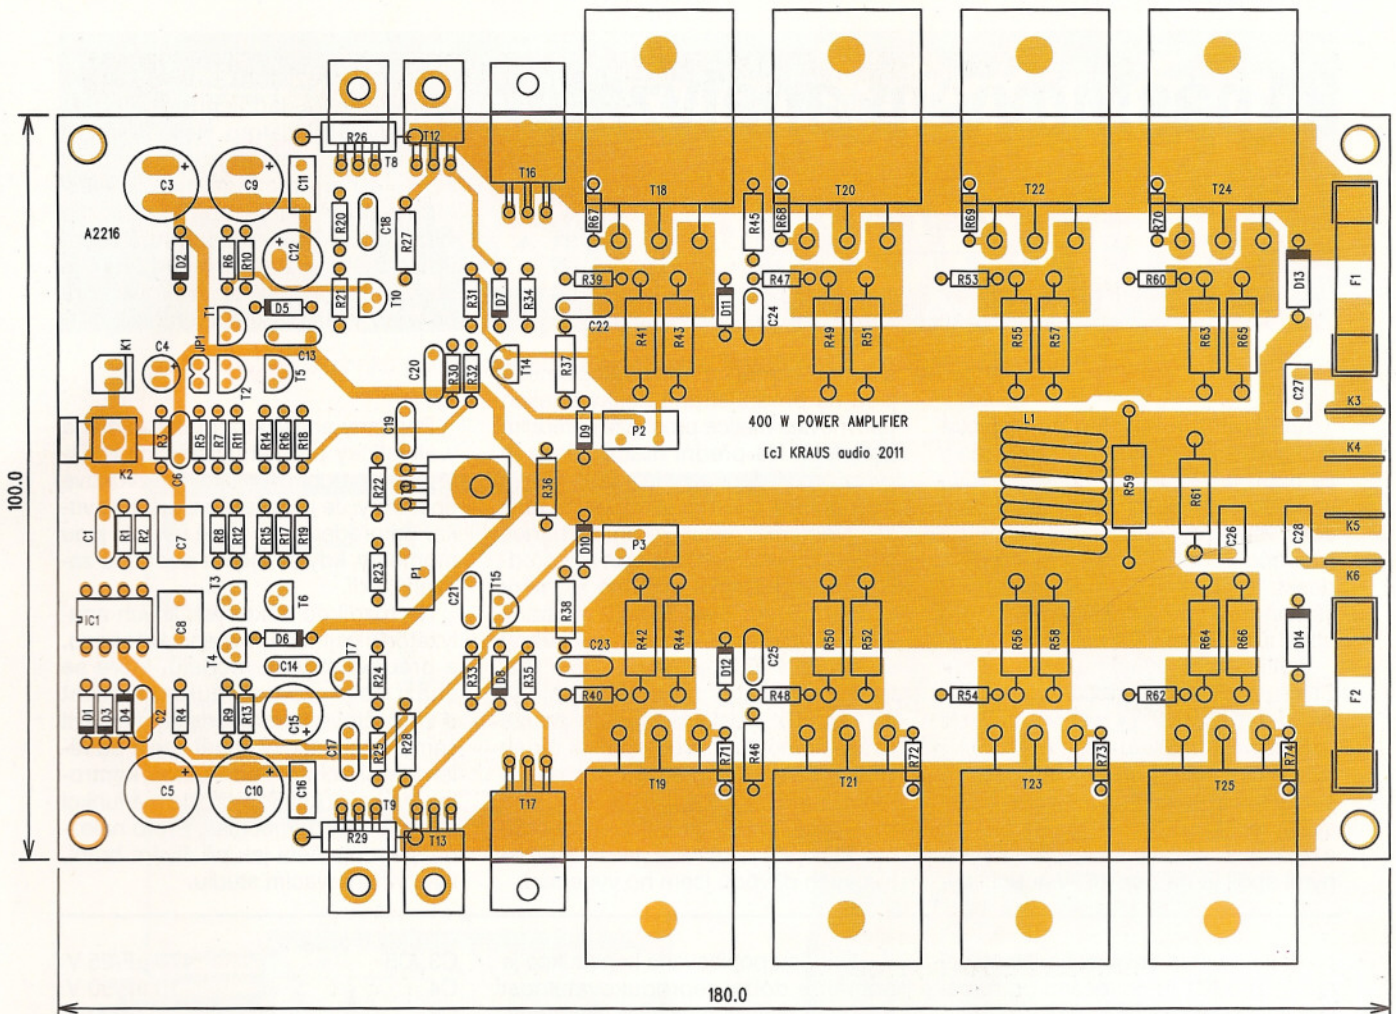 R26
T12
T8
T16
C3
C9
C11
T18
T20
T22
T24
R20
C18
R27
R67
R45
R68
R69
R70
A2216
D2
R6
R10
C12
D13
F1
R21
T10
R31
D7
R34
R39
R47
R53
R60
T1
D5
C22
D11
C24
R41
R43
R49
R51
R55
R57
R63
R65
C13
K1
C4
JP1
T2
T5
C20
R30
R32
T14
R37
C27
C19
D9
P2
400 W POWER AMPLIFIER
L1
K3
R3
R5
R7
R11
R14
R16
R18
[c] KRAUS audio 2011
K4
K2
C6
R22
R36
R59
R61
100.0
C1
R1
R2
C7
R8
R12
R15
R17
R19
D10
P3
C26
C28
K5
R23
P1
K6
T3
T6
C21
T15
R38
IC1
C8
D6
R42
R44
R50
R52
R56
R58
R64
R66
D14
T4
C14
T7
R24
R33
D8
R35
C23
D12
C25
R40
R48
R54
R62
F2
D1
D3
D4
C2
R4
R9
R13
C15
C17
R25
R28
R71
R46
R72
R73
R74
C5
C10
C16
T9
T17
T19
T21
T23
T25
R29
T13
180.0